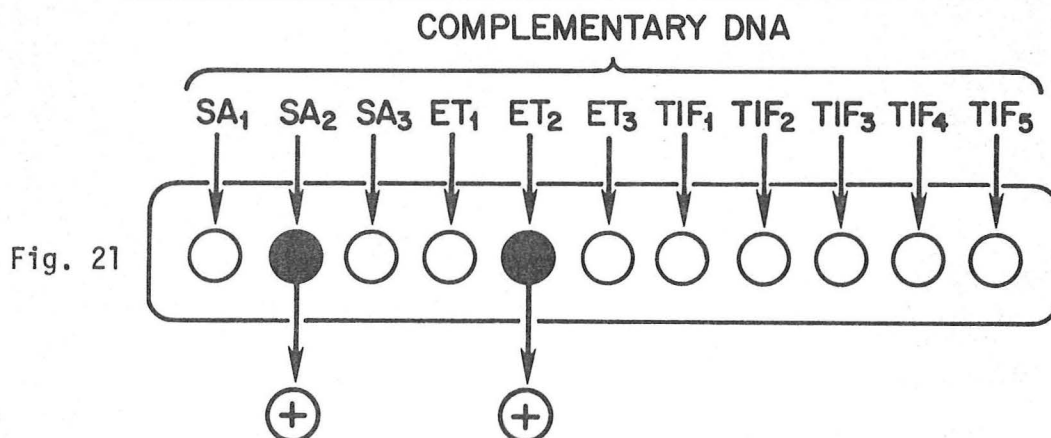 COMPLEMENTARY DNA
SA₁ SA₂ SA₃ ET₁ ET₂ ET₃ TIF₁ TIF₂ TIF₃ TIF₄ TIF₅
Fig. 21
+ +